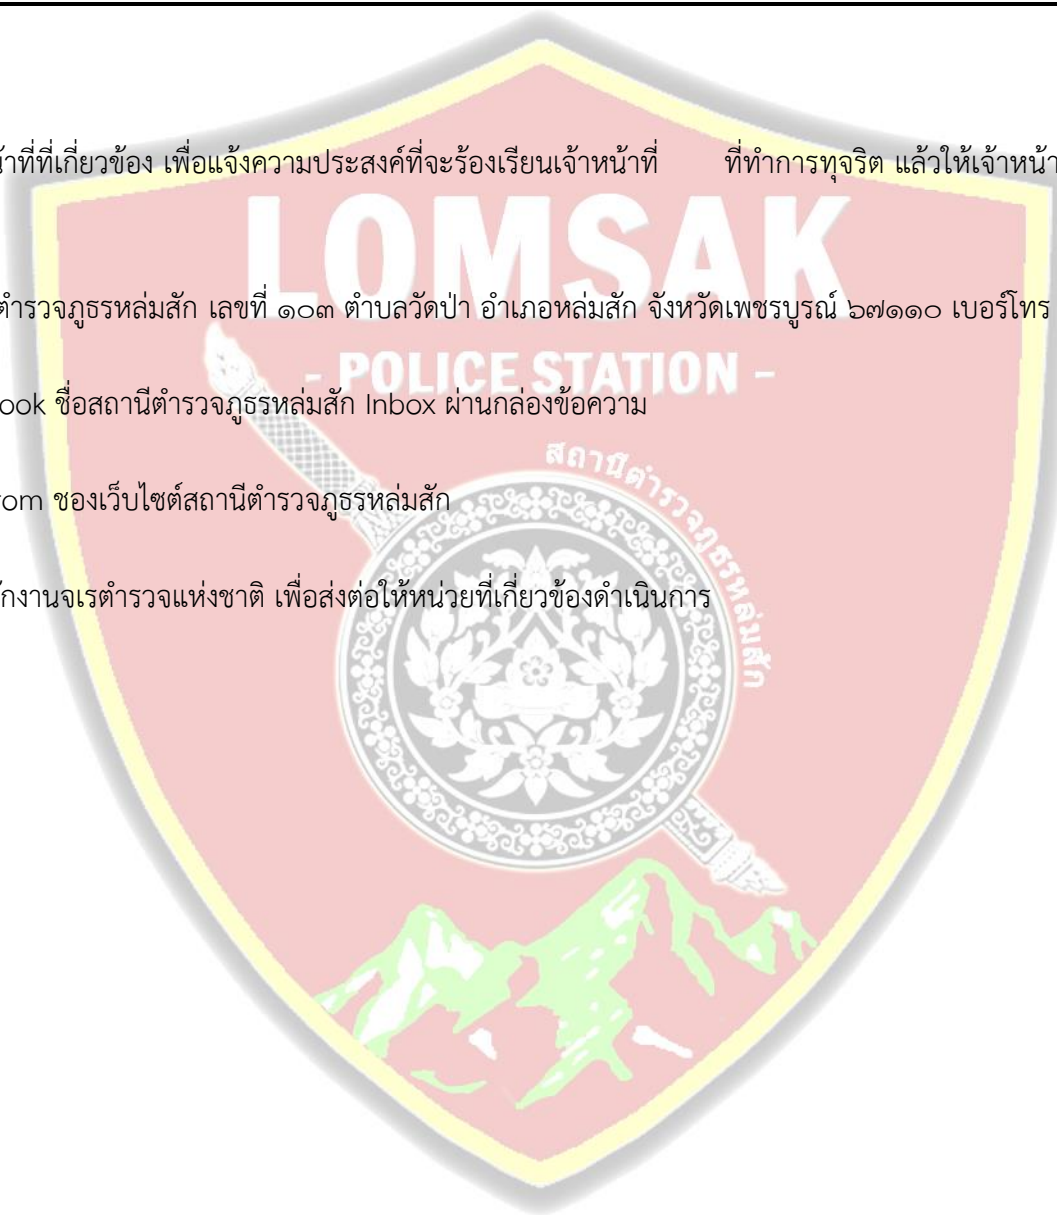 น้าที่ที่เกี่ยวข้อง เพื่อแจ้งความประสงค์ที่จะร้องเรียนเจ้าหน้าที่ ที่ทำการทุจริต แล้วให้เจ้าหน้า
LOMSAK
ตำรวจภูธรหล่มสัก เลขที่ ๑๐๓ ตำบลวัดป่า อำเภอหล่มสัก จังหวัดเพชรบูรณ์ ๖๗๑๑๐ เบอร์โทร
- POLICE STATION -
ook ชื่อสถานีตำรวจภูธรหล่มสัก Inbox ผ่านกล่องข้อความ
สถานีตำรวจภูธรหล่มสัก
rom ชองเว็บไซต์สถานีตำรวจภูธรหล่มสัก
ักงานจเรตำรวจแห่งชาติ เพื่อส่งต่อให้หน่วยที่เกี่ยวข้องดำเนินการ